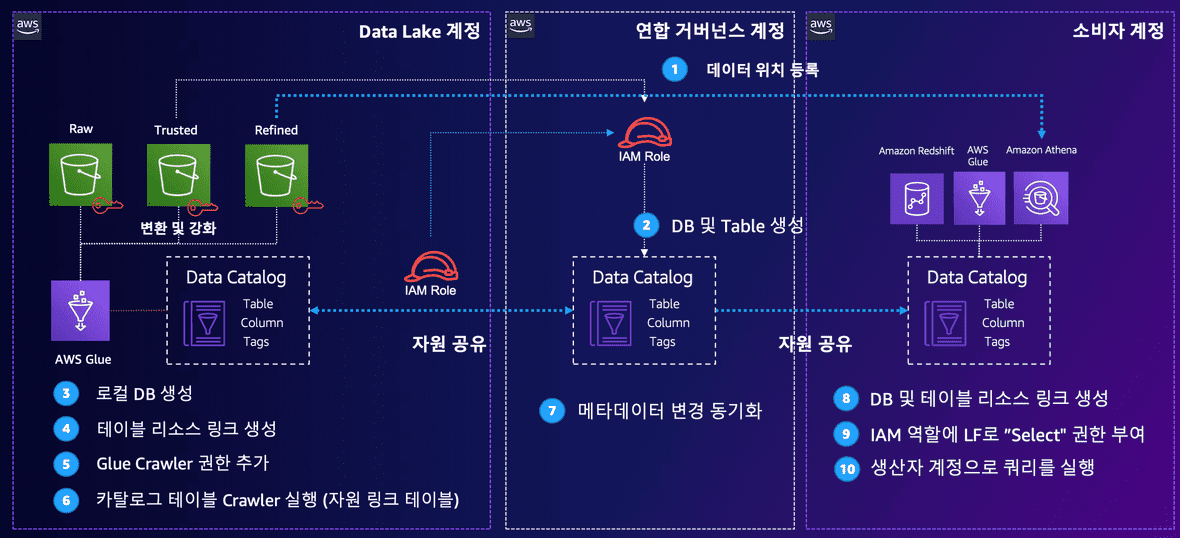 aws
Data Lake 계정
aws
연합 거버넌스 계정
aws
소비자 계정
1 데이터 위치 등록
Raw
Trusted
Refined
변환 및 강화
IAM Role
IAM Role
Amazon Redshift
AWS
Glue
Amazon Athena
2 DB 및 Table 생성
AWS Glue
Data Catalog
Table
Column
Tags
자원 공유
Data Catalog
Table
Column
Tags
자원 공유
Data Catalog
Table
Column
Tags
3 로컬 DB 생성
4 테이블 리소스 링크 생성
5 Glue Crawler 권한 추가
6 카탈로그 테이블 Crawler 실행 (자원 링크 테이블)
7 메타데이터 변경 동기화
8 DB 및 테이블 리소스 링크 생성
9 IAM 역할에 LF로 ”Select" 권한 부여
10 생산자 계정으로 쿼리를 실행